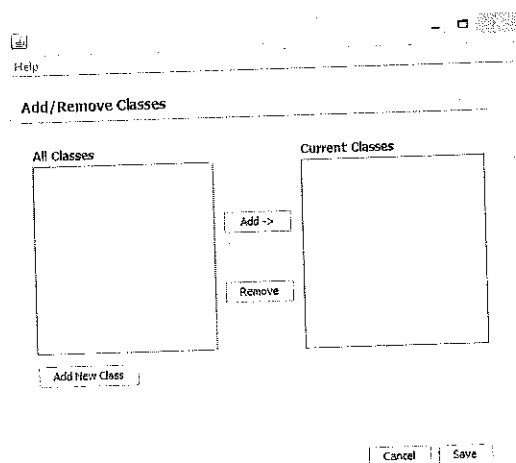 Help
Add/Remove Classes
All Classes
Current Classes
Add ->
Remove
Add New Class
Cancel
Save